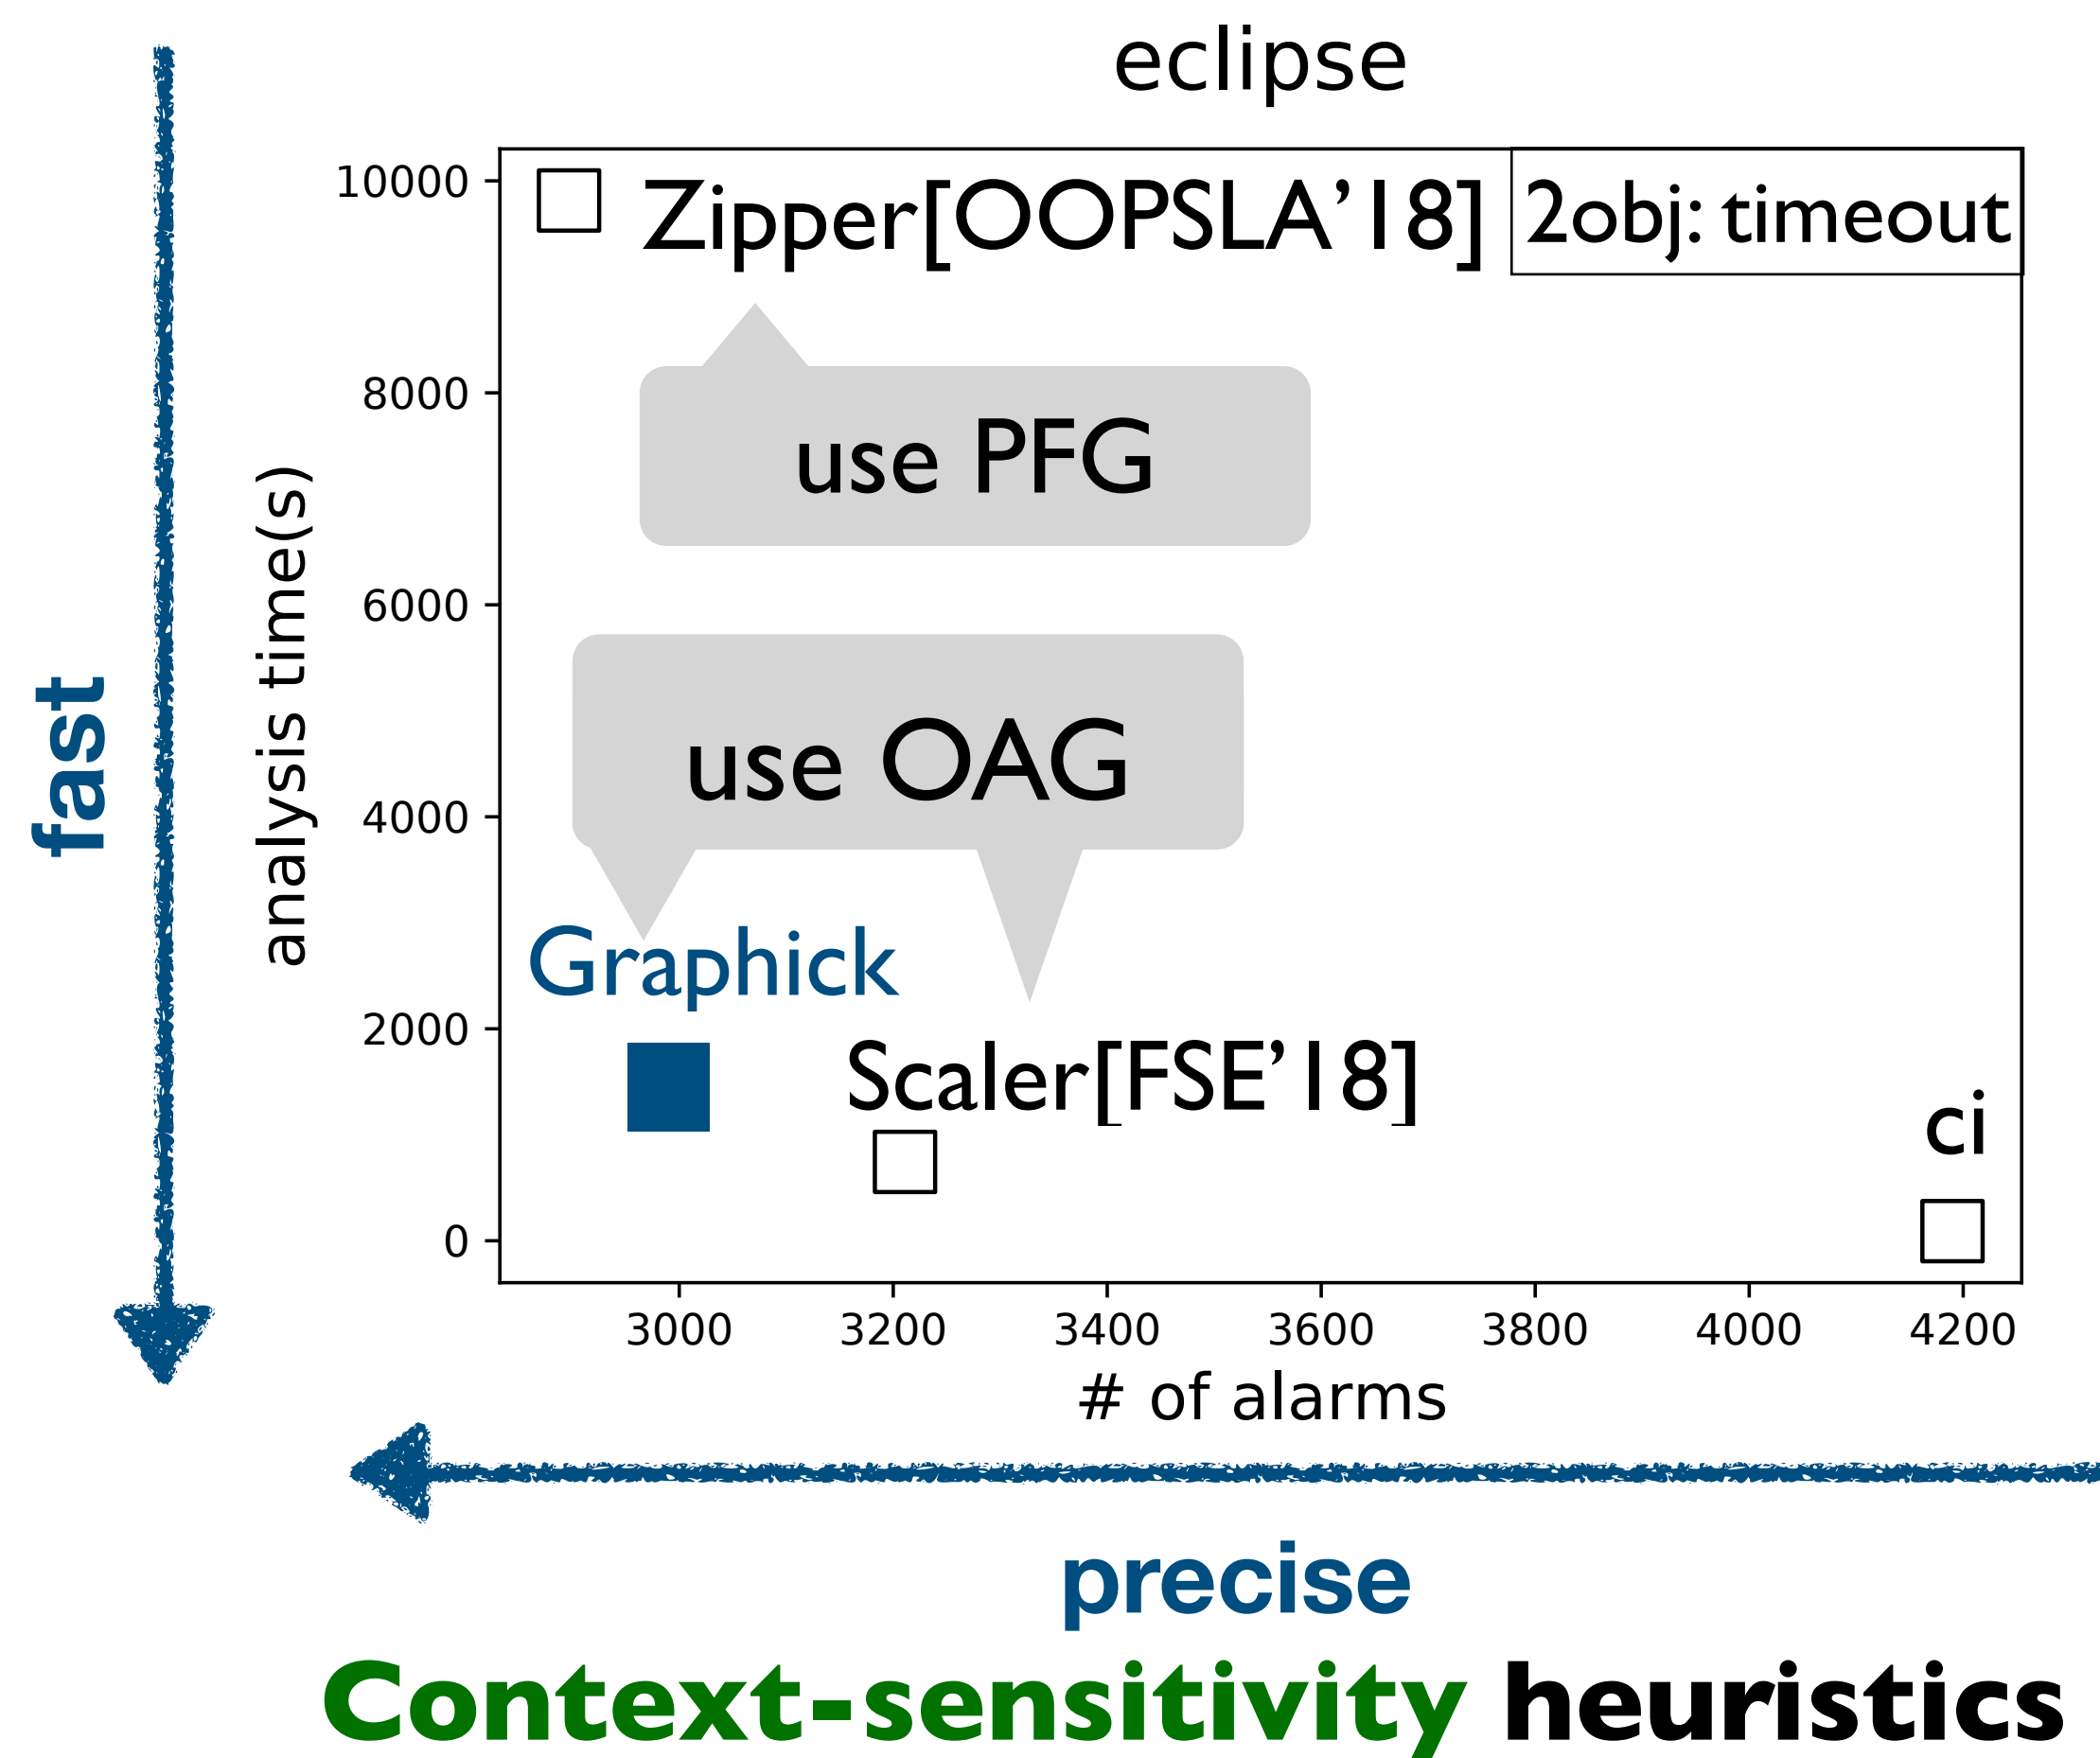 eclipse
10000
Zipper[OOPSLA’18]
2obj: timeout
8000
use PFG
6000
fast
analysis time(s)
use OAG
4000
Graphick
2000
Scaler[FSE’18]
ci
0
3000 3200 3400 3600 3800 4000 4200
# of alarms
precise
Context-sensitivity heuristics